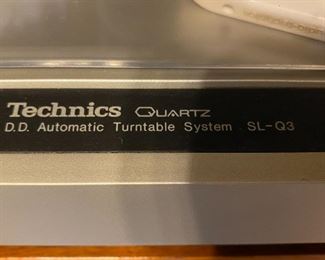 Technics QUARTZ
D.D. Automatic Turntable System SL-Q3